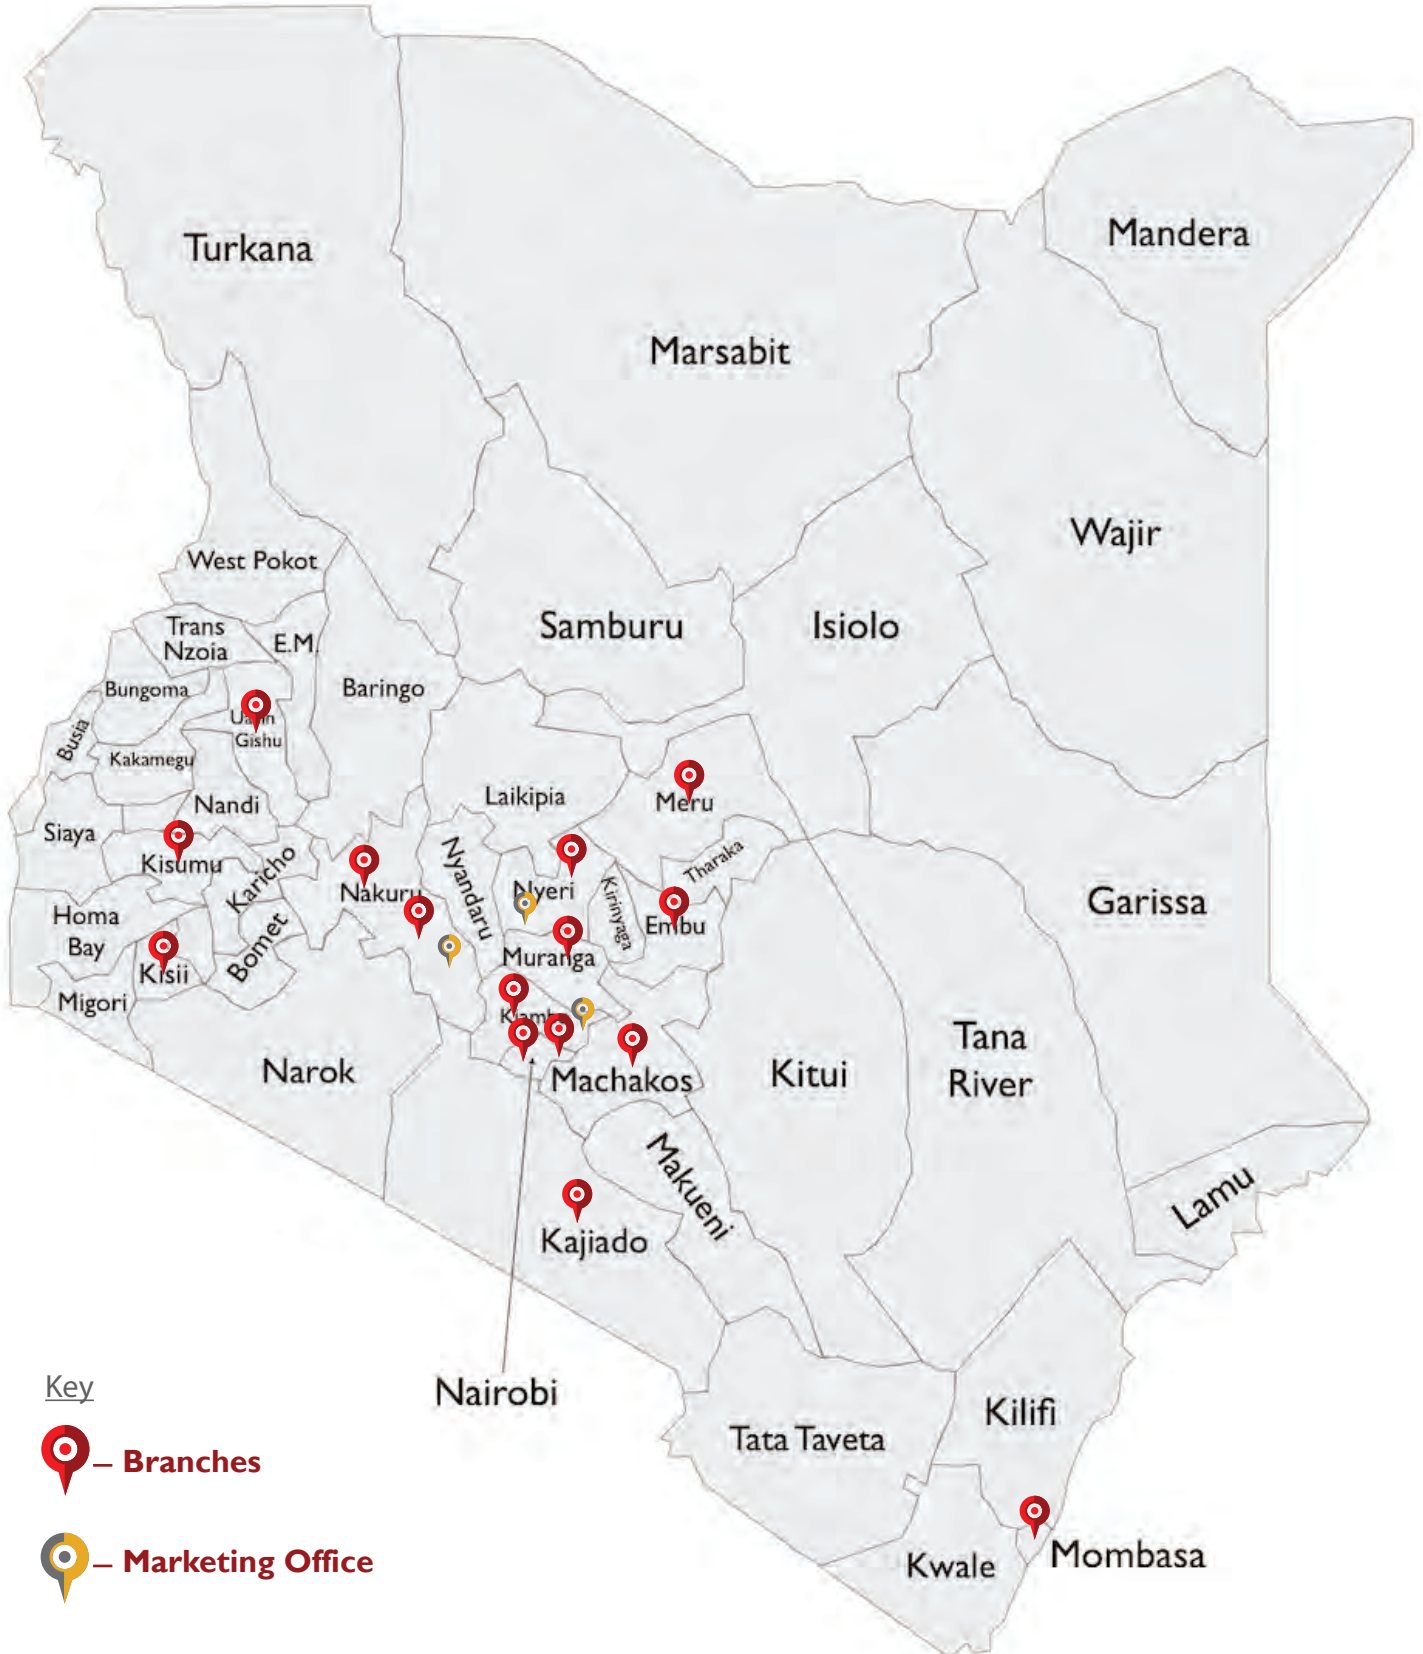 Turkana
Mandera
Marsabit
Wajir
West Pokot
Samburu
Isiolo
Trans
Nzoia
E.M.
Bungoma
Baringo
Busia
Gishu
Kakamegu
Laikipia
Meru
Nandi
Siaya
Kisumu
Karicho
Nakuru
Nyandaru
Nyeri
Kirinyaga
Tharaka
Embu
Garissa
Homa
Bay
Kisii
Bomet
Muranga
Migori
Narok
Machakos
Kitui
Tana
River
Makueni
Lamu
Kajiado
Nairobi
Kilifi
Tata Taveta
Kwale
Mombasa
Key
– Branches
– Marketing Office